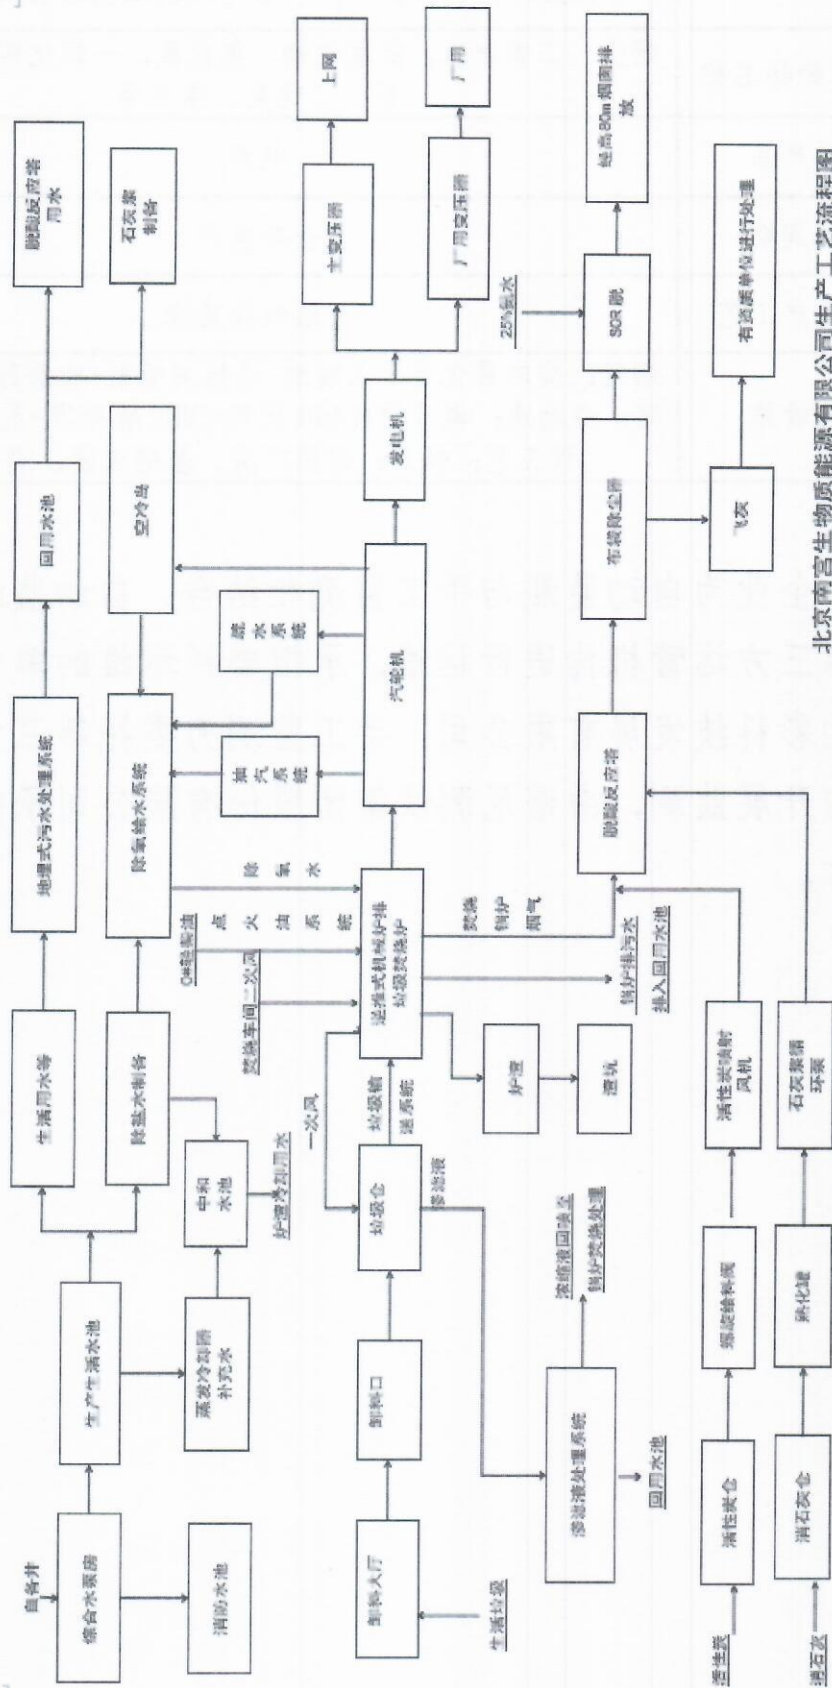 自备井
综合水泵房
消防水池
生产生活水池
蒸发冷却器
补充水
生活用水等
除盐水制备
中和
水池
炉渣冷却用水
地埋式污水处理系统
除氧给水系统
回用水池
空冷岛
脱酸反应塔
用水
石灰浆
制备
抽汽系统
疏水系统
除氧水
0#轻柴油
点火油系统
焚烧车间二次风
一次风
生活垃圾
卸料大厅
卸料口
垃圾仓
垃圾输
送系统
逆推式机械炉排
垃圾焚烧炉
汽轮机
发电机
主变压器
上网
厂用变压器
厂用
渗滤液
渗滤液处理系统
浓缩液回喷至
锅炉焚烧处理
回用水池
炉渣
渣坑
锅炉排污水
排入回用水池
焚烧
锅炉
烟气
脱酸反应塔
布袋除尘器
25%氨水
SCR 脱
经高80m烟囱排
放
飞灰
有资质单位进行处理
活性炭
活性炭仓
螺旋给料阀
活性炭喷射
风机
消石灰
消石灰仓
熟化罐
石灰浆循
环泵
北京南宫生物质能源有限公司生产工艺流程图